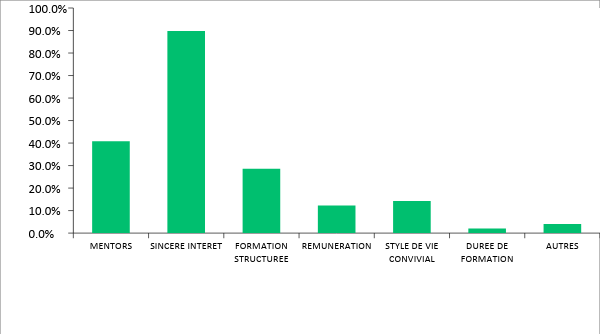 100.0%
90.0%
80.0%
70.0%
60.0%
50.0%
40.0%
30.0%
20.0%
10.0%
0.0%
MENTORS
SINCERE INTERET
FORMATION
STRUCTUREE
REMUNERATION
STYLE DE VIE
CONVIVIAL
DUREE DE
FORMATION
AUTRES